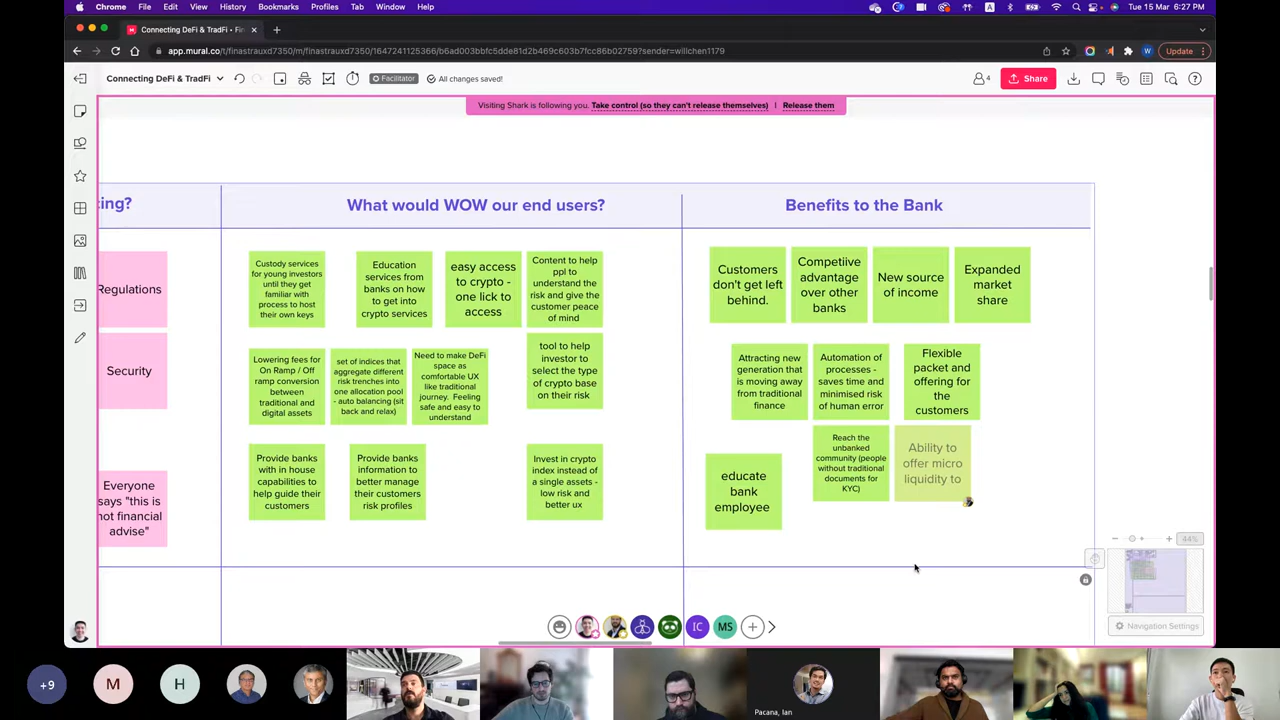 Chrome File Edit View History Bookmarks Profiles Tab Window Help
Tue 15 Mar 6:27 PM
Connecting DeFi & TradFi • Fin
app.mural.co/t/finastrauxd7350/m/finastrauxd7350/1647241125366/b6ad003bbfc5dde81d2b469c603b7fcc86b02759?sender=willchen1179
Update
Connecting DeFi & TradFi
Facilitator
All changes saved!
4
Share
Visiting Shark is following you. Take control (so they can't release themselves) | Release them
ing?
What would WOW our end users?
Benefits to the Bank
Regulations
Security
Everyone
says "this is
not financial
advise"
Custody services
for young investors
until they get
familiar with
process to host
their own keys
Education
services from
banks on how
to get into
crypto services
easy access
to crypto -
one lick to
access
Content to help
ppl to
understand the
risk and give the
customer peace
of mind
Lowering fees for
On Ramp / Off
ramp conversion
between
traditional and
digital assets
set of indices that
aggregate different
risk trenches into
one allocation pool
- auto balancing (sit
back and relax)
Need to make DeFi
space as
comfortable UX
like traditional
journey. Feeling
safe and easy to
understand
tool to help
investor to
select the type
of crypto base
on their risk
Provide banks
with in house
capabilities to
help guide their
customers
Provide banks
information to
better manage
their customers
risk profiles
Invest in crypto
index instead of
a single assets -
low risk and
better ux
Customers
don't get left
behind.
Competiive
advantage
over other
banks
New source
of income
Expanded
market
share
Attracting new
generation that
is moving away
from traditional
finance
Automation of
processes -
saves time and
minimised risk
of human error
Flexible
packet and
offering for
the
customers
educate
bank
employee
Reach the
unbanked
community (people
without traditional
documents for
KYC)
Ability to
offer micro
liquidity to
44%
Navigation Settings
IC
MS
+9
M
H
Pacana, Ian